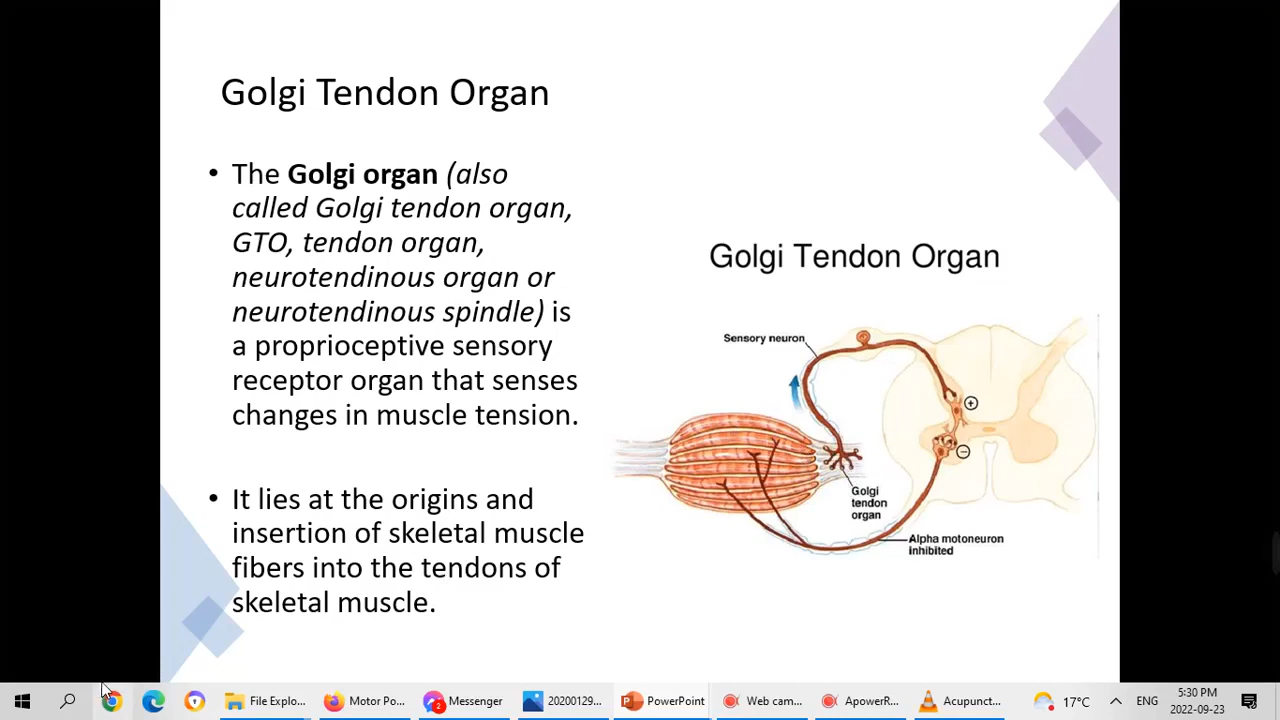 Golgi Tendon Organ
• The Golgi organ (also
called Golgi tendon organ,
GTO, tendon organ,
neurotendinous organ or
neurotendinous spindle) is
a proprioceptive sensory
receptor organ that senses
changes in muscle tension.
• It lies at the origins and
insertion of skeletal muscle
fibers into the tendons of
skeletal muscle.
Golgi Tendon Organ
Sensory neuron
+
−
Golgi
tendon
organ
Alpha motoneuron
inhibited
File Explo...
Motor Po...
2
Messenger
20200129...
PowerPoint
Web cam...
ApowerR...
Acupunct...
17°C
ENG
5:30 PM
2022-09-23